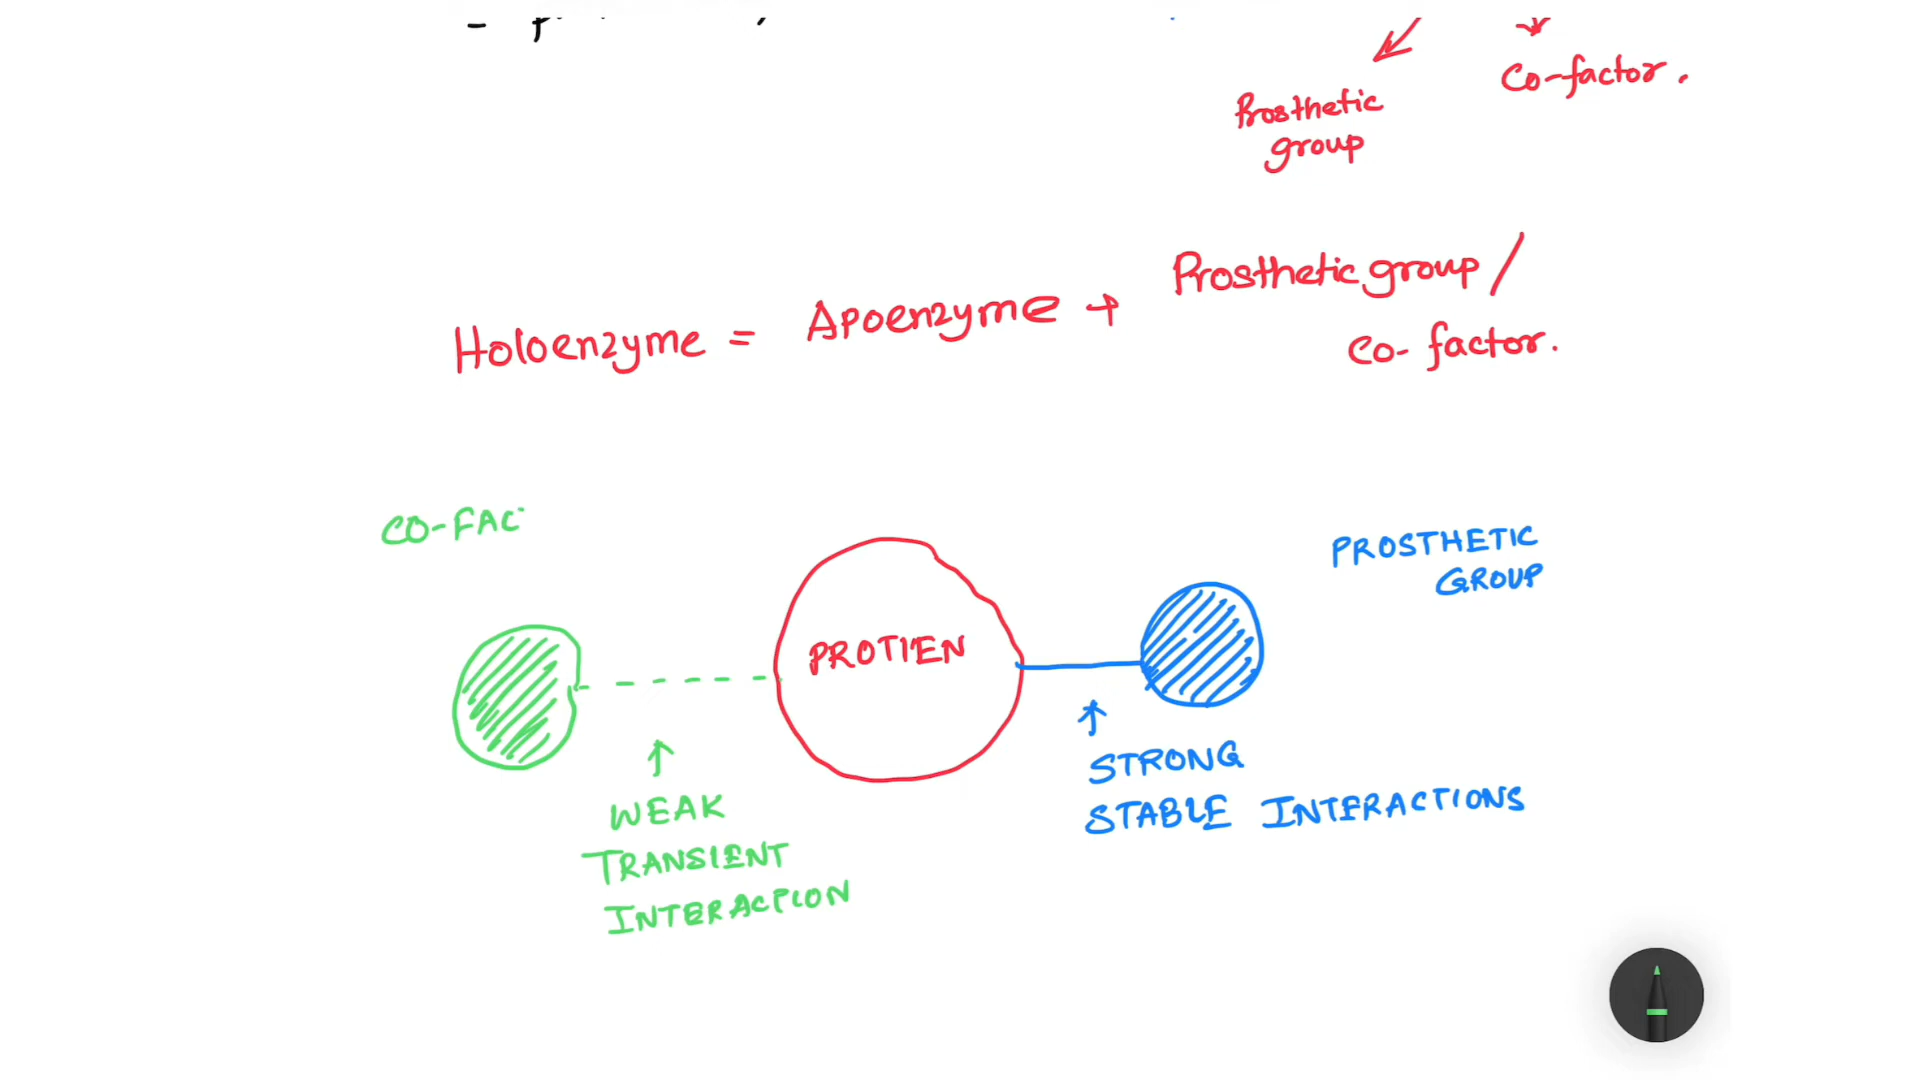 Co-factor.
Prosthetic
group
Holoenzyme = Apoenzyme + Prosthetic group /
Co-factor.
CO-FAC
PROSTHETIC
GROUP
PROTIEN
STRONG
STABLE INTERACTIONS
WEAK
TRANSIENT
INTERACTION